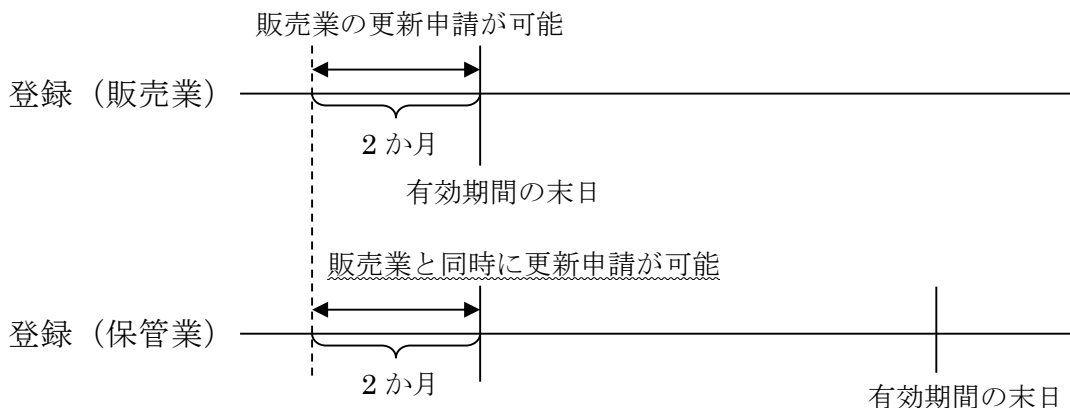 販売業の更新申請が可能
登録（販売業）
2 か月
有効期間の末日
販売業と同時に更新申請が可能
登録（保管業）
2 か月
有効期間の末日